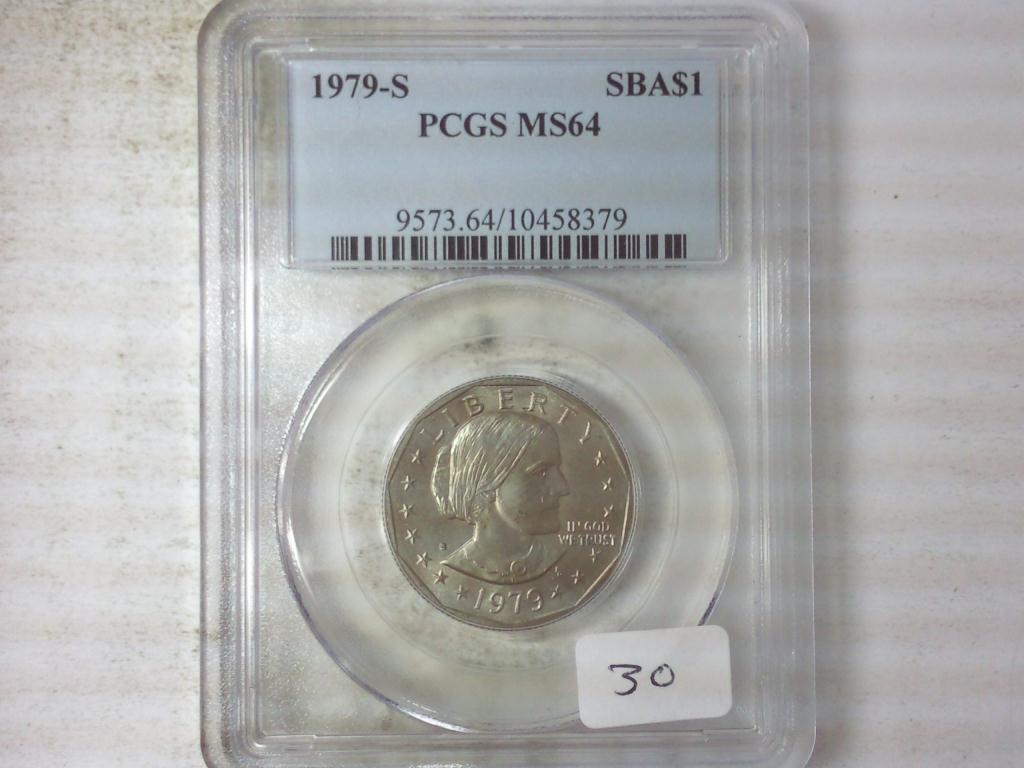 1979-S SBA$1
PCGS MS64
9573.64/10458379
LIBERTY
IN GOD
WE TRUST
S
1979
30